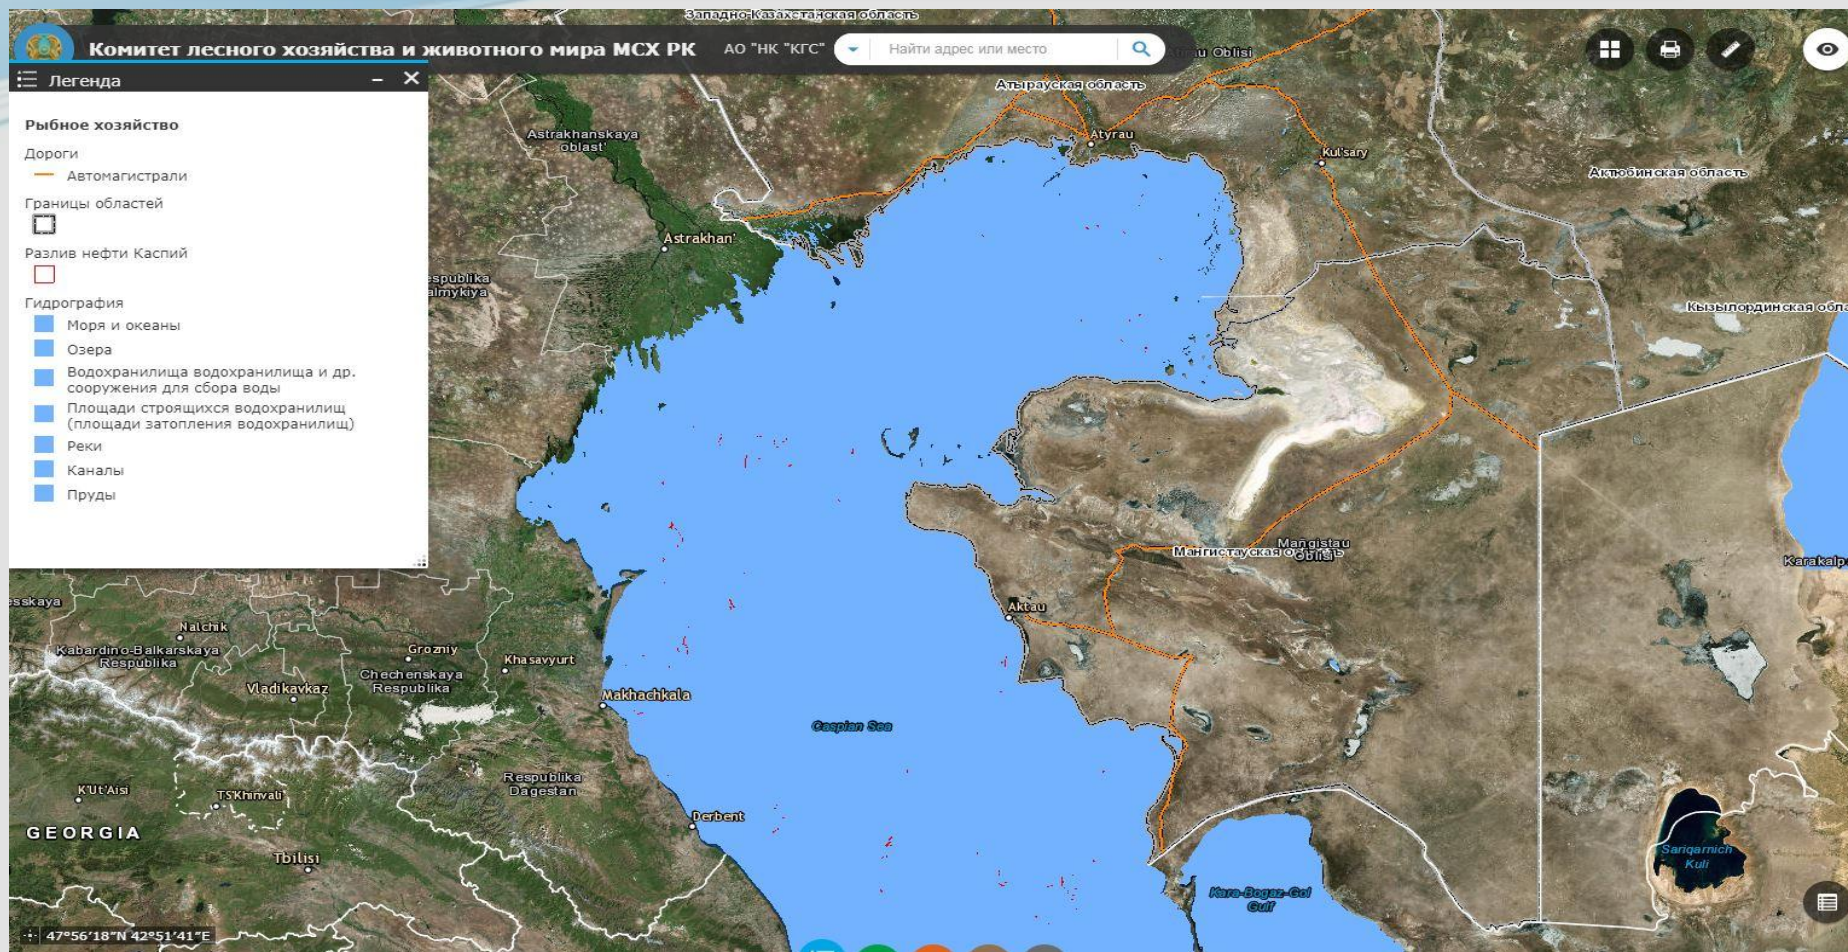 Западно-Казахстанская область
Комитет лесного хозяйства и животного мира МСХ РК
АО "НК "КГС"
Найти адрес или место
Oblisi
Легенда
Рыбное хозяйство
Дороги
Автомагистрали
Границы областей
Разлив нефти Каспий
Гидрография
Моря и океаны
Озера
Водохранилища водохранилища и др.
сооружения для сбора воды
Площади строящихся водохранилищ
(площади затопления водохранилищ)
Реки
Каналы
Пруды
Атырауская область
Astrakhanskaya
oblast'
Atyrau
Kul'sary
Актюбинская область
Astrakhan'
espublika
almykiya
Кызылординская обла
Mangistau
Oblisi
Мангистауская область
Karakalp
Aktau
esskaya
Nalchik
Kabardino-Balkarskaya
Respublika
Grozniy
Khasavyurt
Chechenskaya
Respublika
Vladikavkaz
Makhachkala
Caspian Sea
Respublika
Dagestan
K'Ut'Aisi
TS'Khinvali
GEORGIA
Derbent
Tbilisi
Sariqarnich
Kuli
Kara-Bogaz-Gol
Gulf
47°56'18"N 42°51'41"E